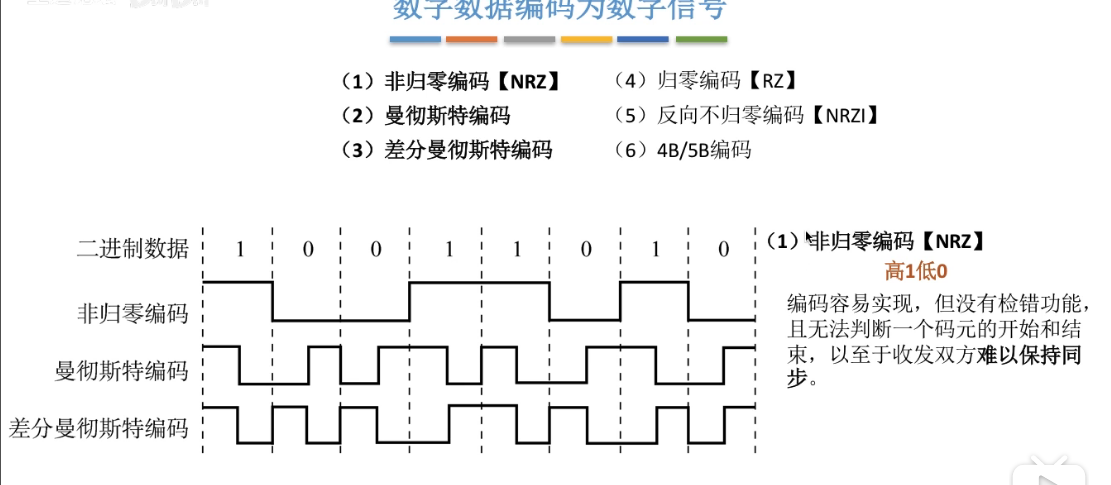 数字数据编码为数字信号
（1）非归零编码【NRZ】
（2）曼彻斯特编码
（3）差分曼彻斯特编码
（4）归零编码【RZ】
（5）反向不归零编码【NRZI】
（6）4B/5B编码
二进制数据 1 0 0 1 1 0 1 0
非归零编码
曼彻斯特编码
差分曼彻斯特编码
（1）非归零编码【NRZ】
高1低0
编码容易实现，但没有检错功能，
且无法判断一个码元的开始和结
束，以至于收发双方难以保持同
步。